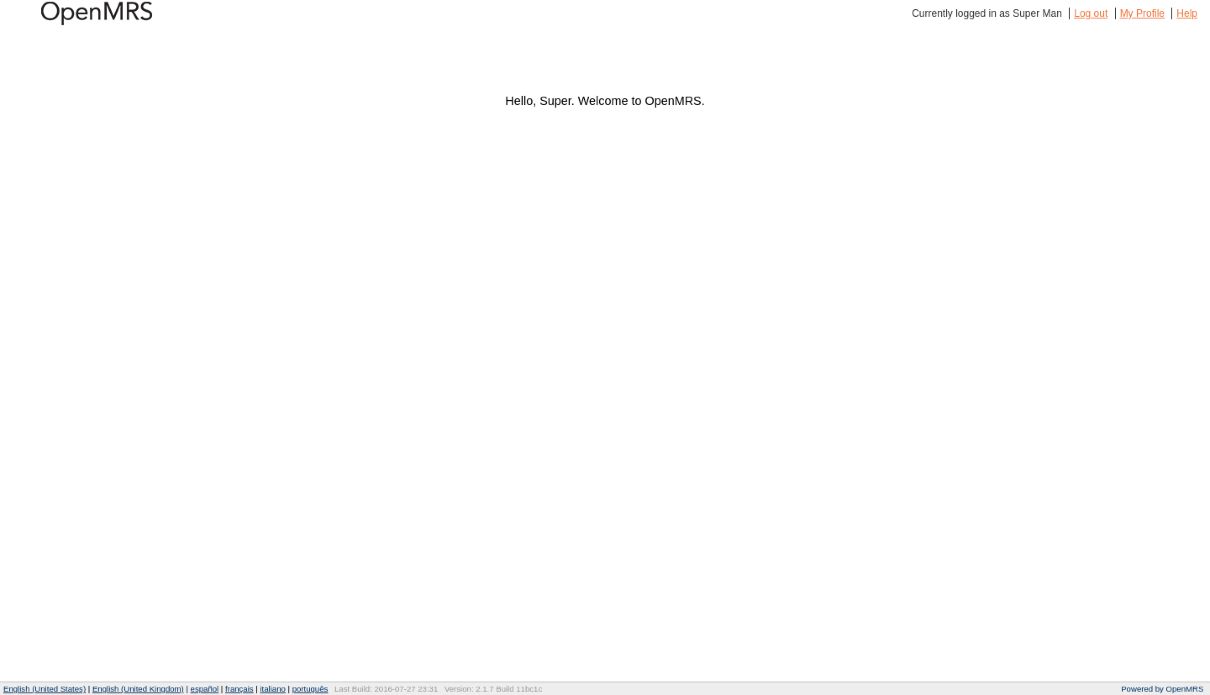 OpenMRS
Currently logged in as Super Man | Log out | My Profile | Help
Hello, Super. Welcome to OpenMRS.
English (United States) | English (United Kingdom) | español | français | italiano | português Last Build: 2016-07-27 23:31 Version: 2.1.7 Build 11bc1c Powered by OpenMRS